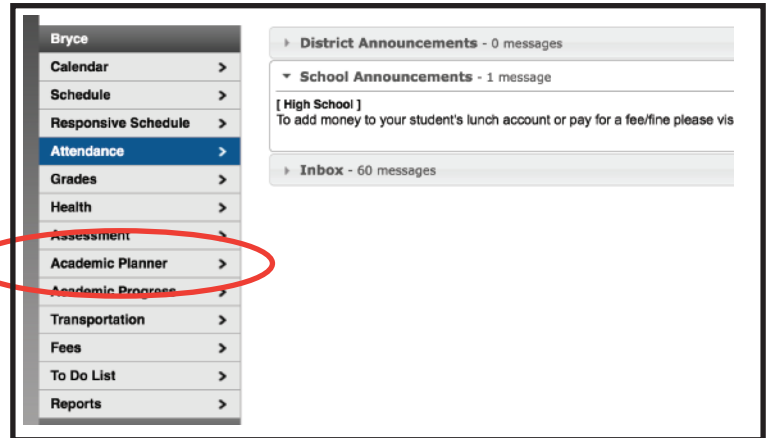 Bryce
Calendar >
Schedule >
Responsive Schedule >
Attendance >
Grades >
Health >
Assessment >
Academic Planner >
Academic Progress >
Transportation >
Fees >
To Do List >
Reports >
District Announcements - 0 messages
School Announcements - 1 message
[ High School ]
To add money to your student's lunch account or pay for a fee/fine please vis
Inbox - 60 messages